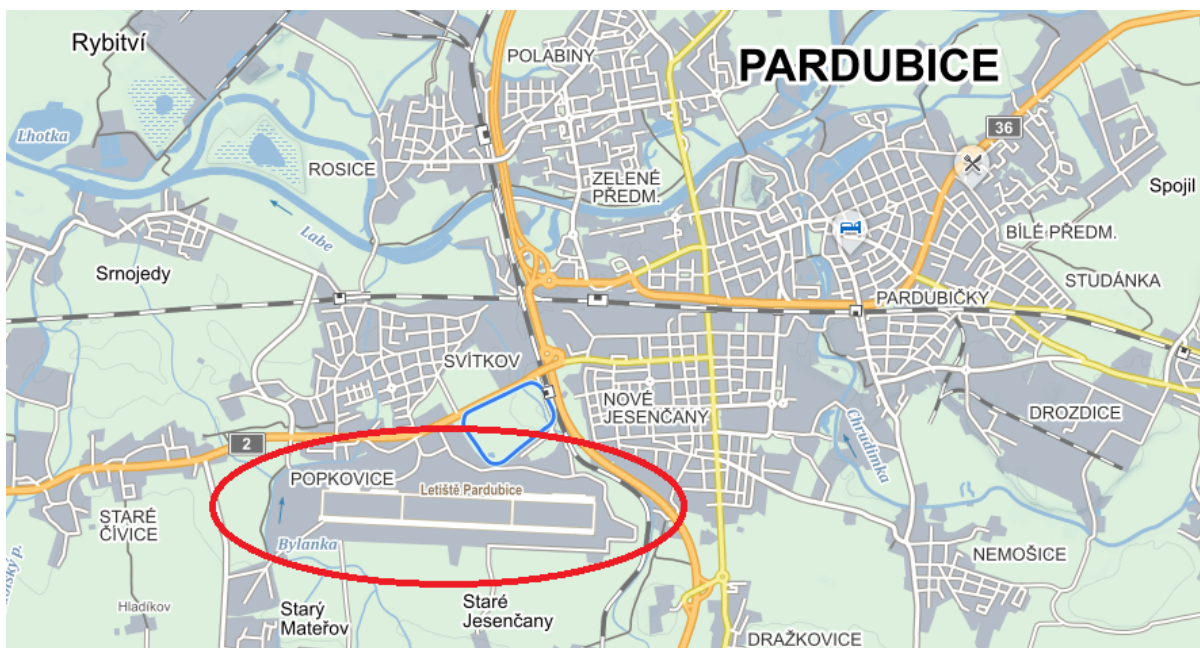 Rybitví
POLABINY
PARDUBICE
Lhotka
36
ROSICE
ZELENÉ
PŘEDM.
Spojil
Labe
BÍLÉ PŘEDM.
Srnojedy
STUDÁNKA
PARDUBIČKY
SVÍTKOV
NOVÉ
JESENČANY
DROZDICE
2
Chrudimka
POPKOVICE
Letiště Pardubice
STARÉ
ČÍVICE
Bylanka
NEMOŠICE
Hladíkov
Starý
Mateřov
Staré
Jesenčany
DRAŽKOVICE